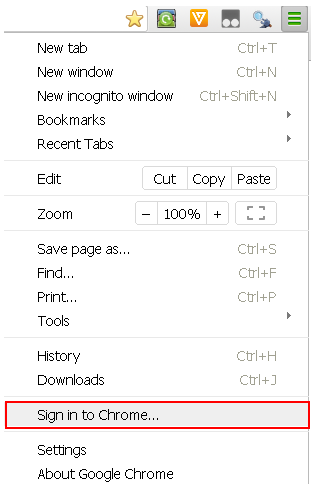 New tab Ctrl+T
New window Ctrl+N
New incognito window Ctrl+Shift+N
Bookmarks
Recent Tabs
Edit Cut Copy Paste
Zoom − 100% +
Save page as... Ctrl+S
Find... Ctrl+F
Print... Ctrl+P
Tools
History Ctrl+H
Downloads Ctrl+J
Sign in to Chrome...
Settings
About Google Chrome